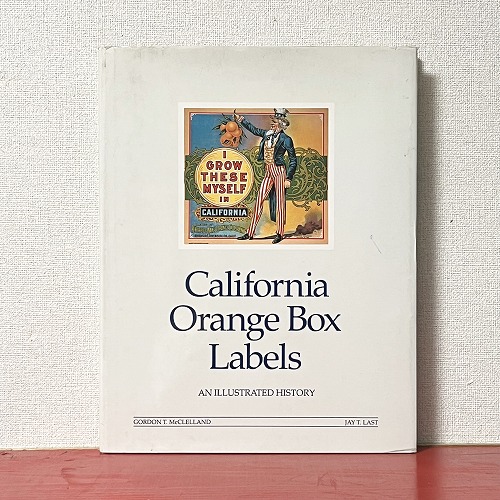 I
GROW
THESE
MYSELF
IN
CALIFORNIA
California
Orange Box
Labels
AN ILLUSTRATED HISTORY
GORDON T. McCLELLAND JAY T. LAST